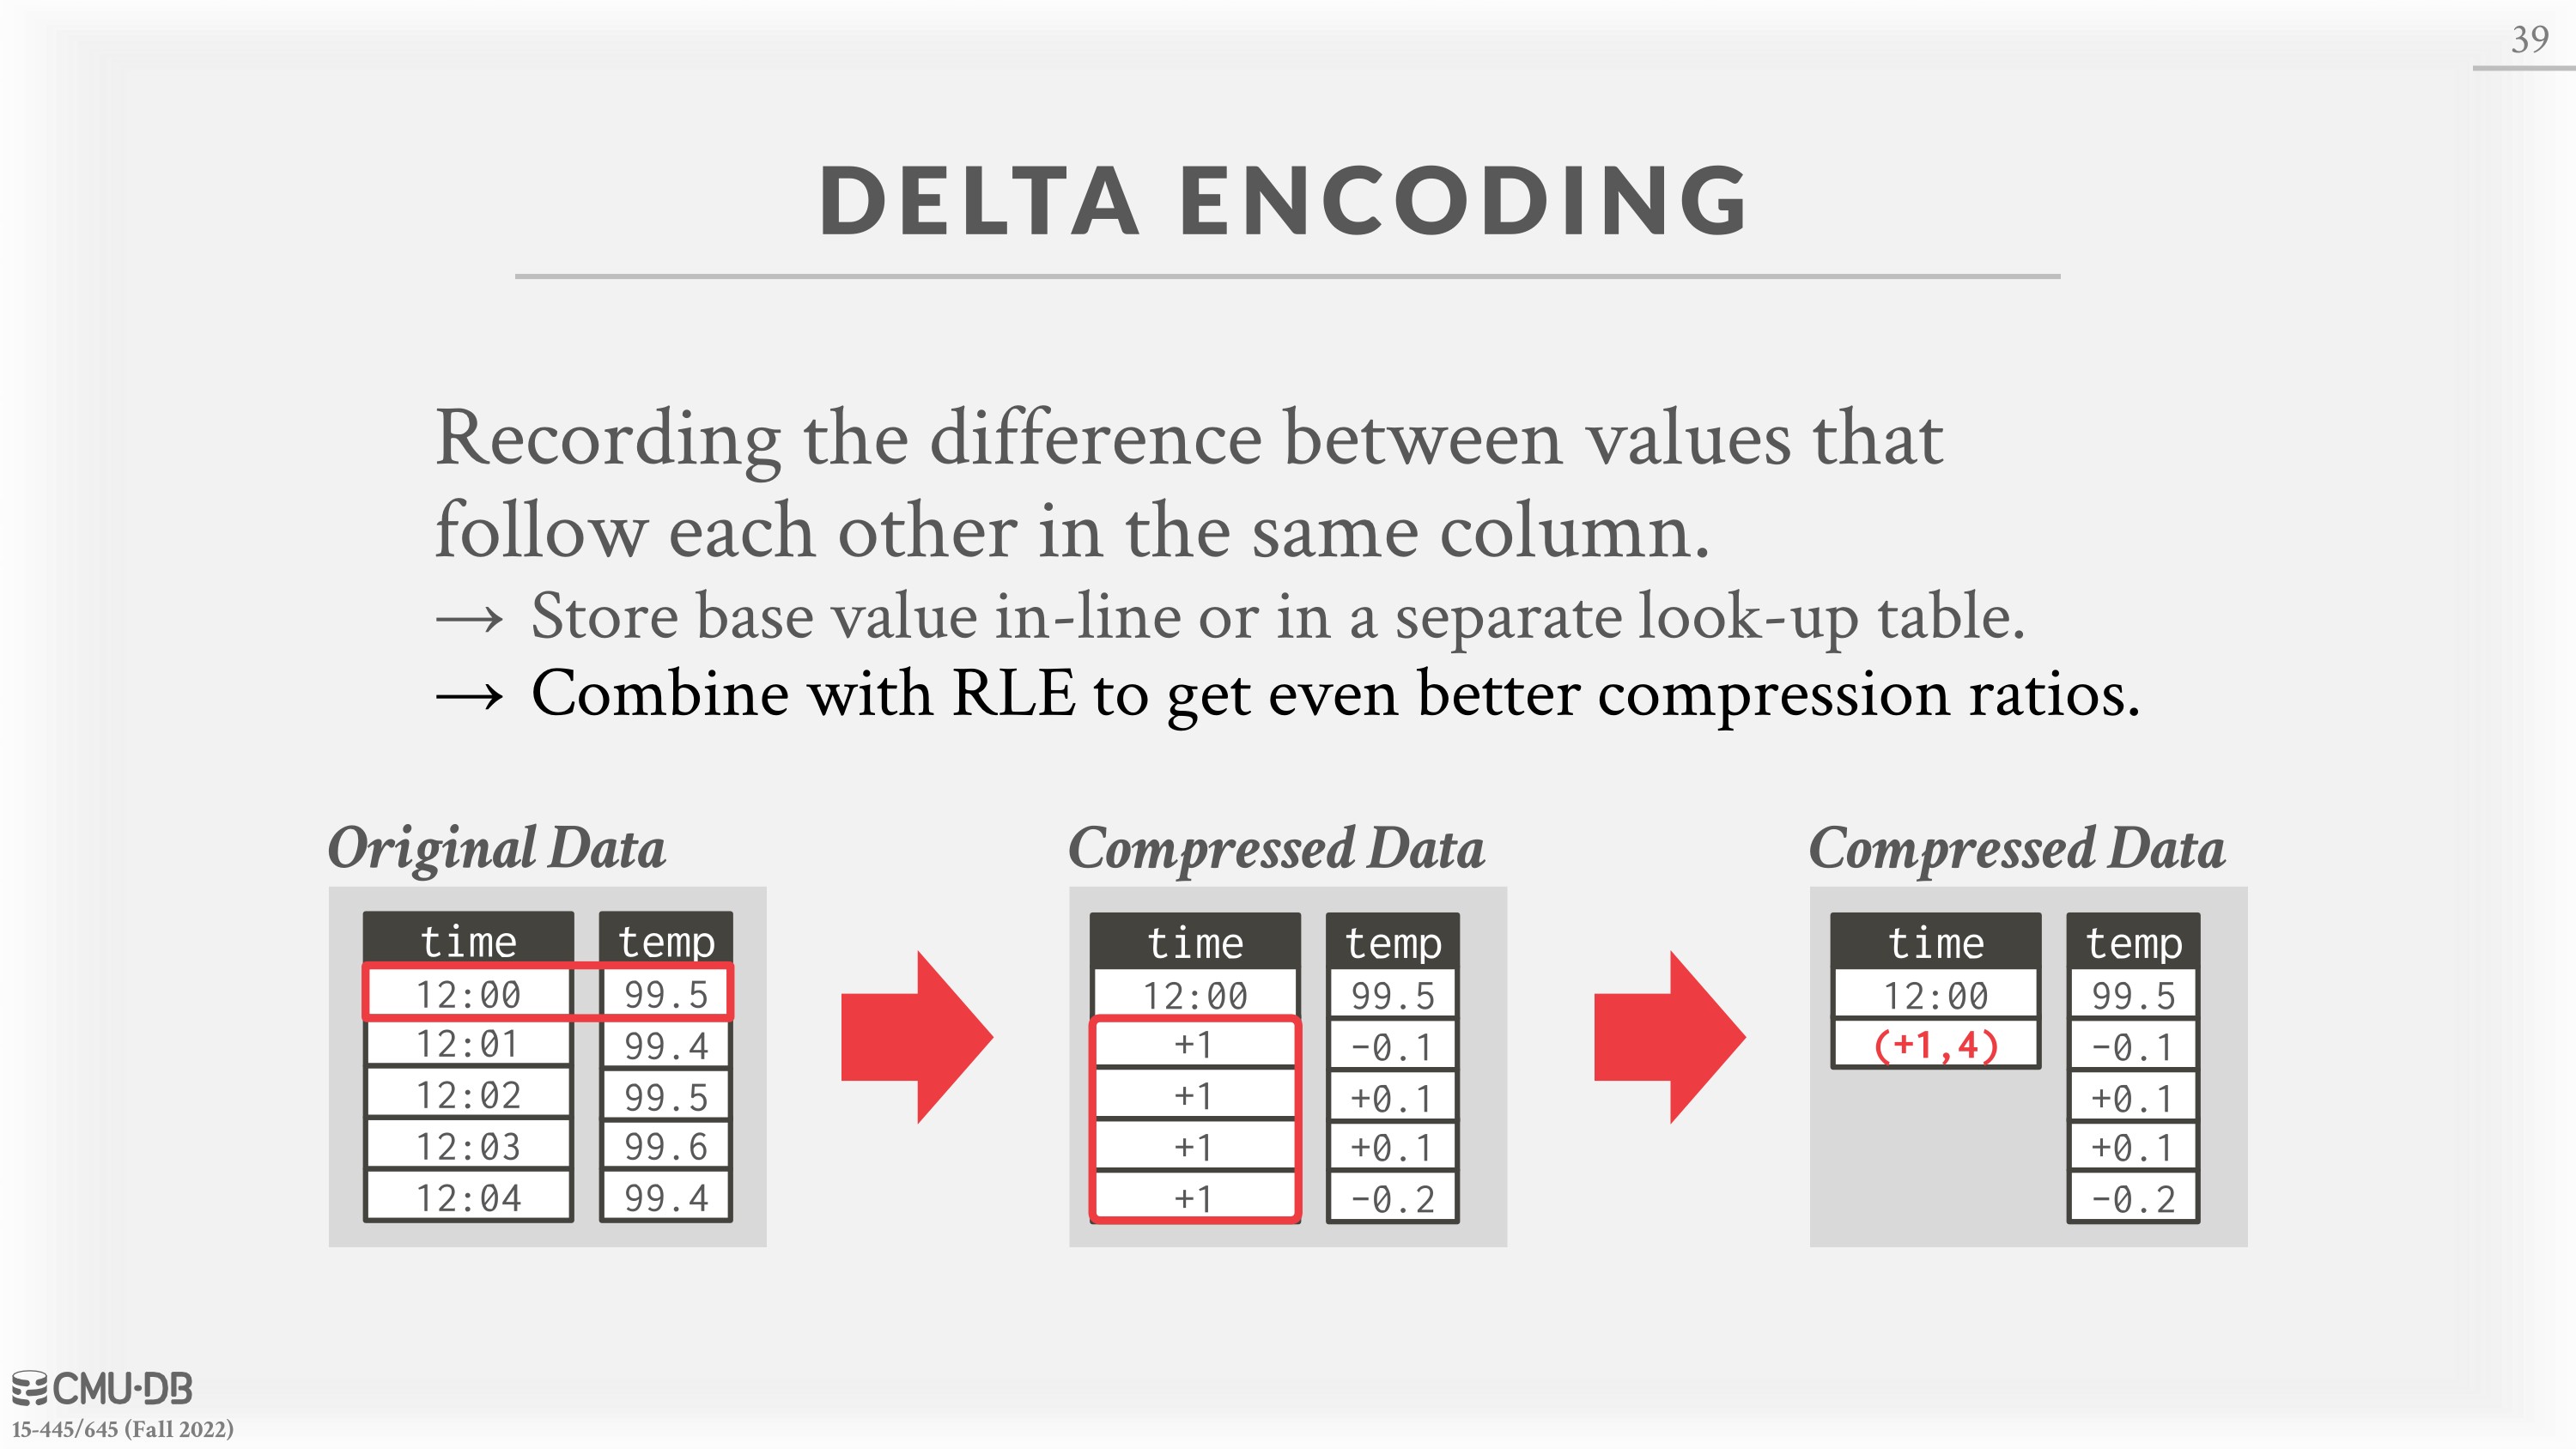 39
DELTA ENCODING
Recording the difference between values that
follow each other in the same column.
→ Store base value in-line or in a separate look-up table.
→ Combine with RLE to get even better compression ratios.
Original Data
time temp
12:00 99.5
12:01 99.4
12:02 99.5
12:03 99.6
12:04 99.4
Compressed Data
time temp
12:00 99.5
+1 -0.1
+1 +0.1
+1 +0.1
+1 -0.2
Compressed Data
time temp
12:00 99.5
(+1,4) -0.1
+0.1
+0.1
-0.2
CMU·DB
15-445/645 (Fall 2022)